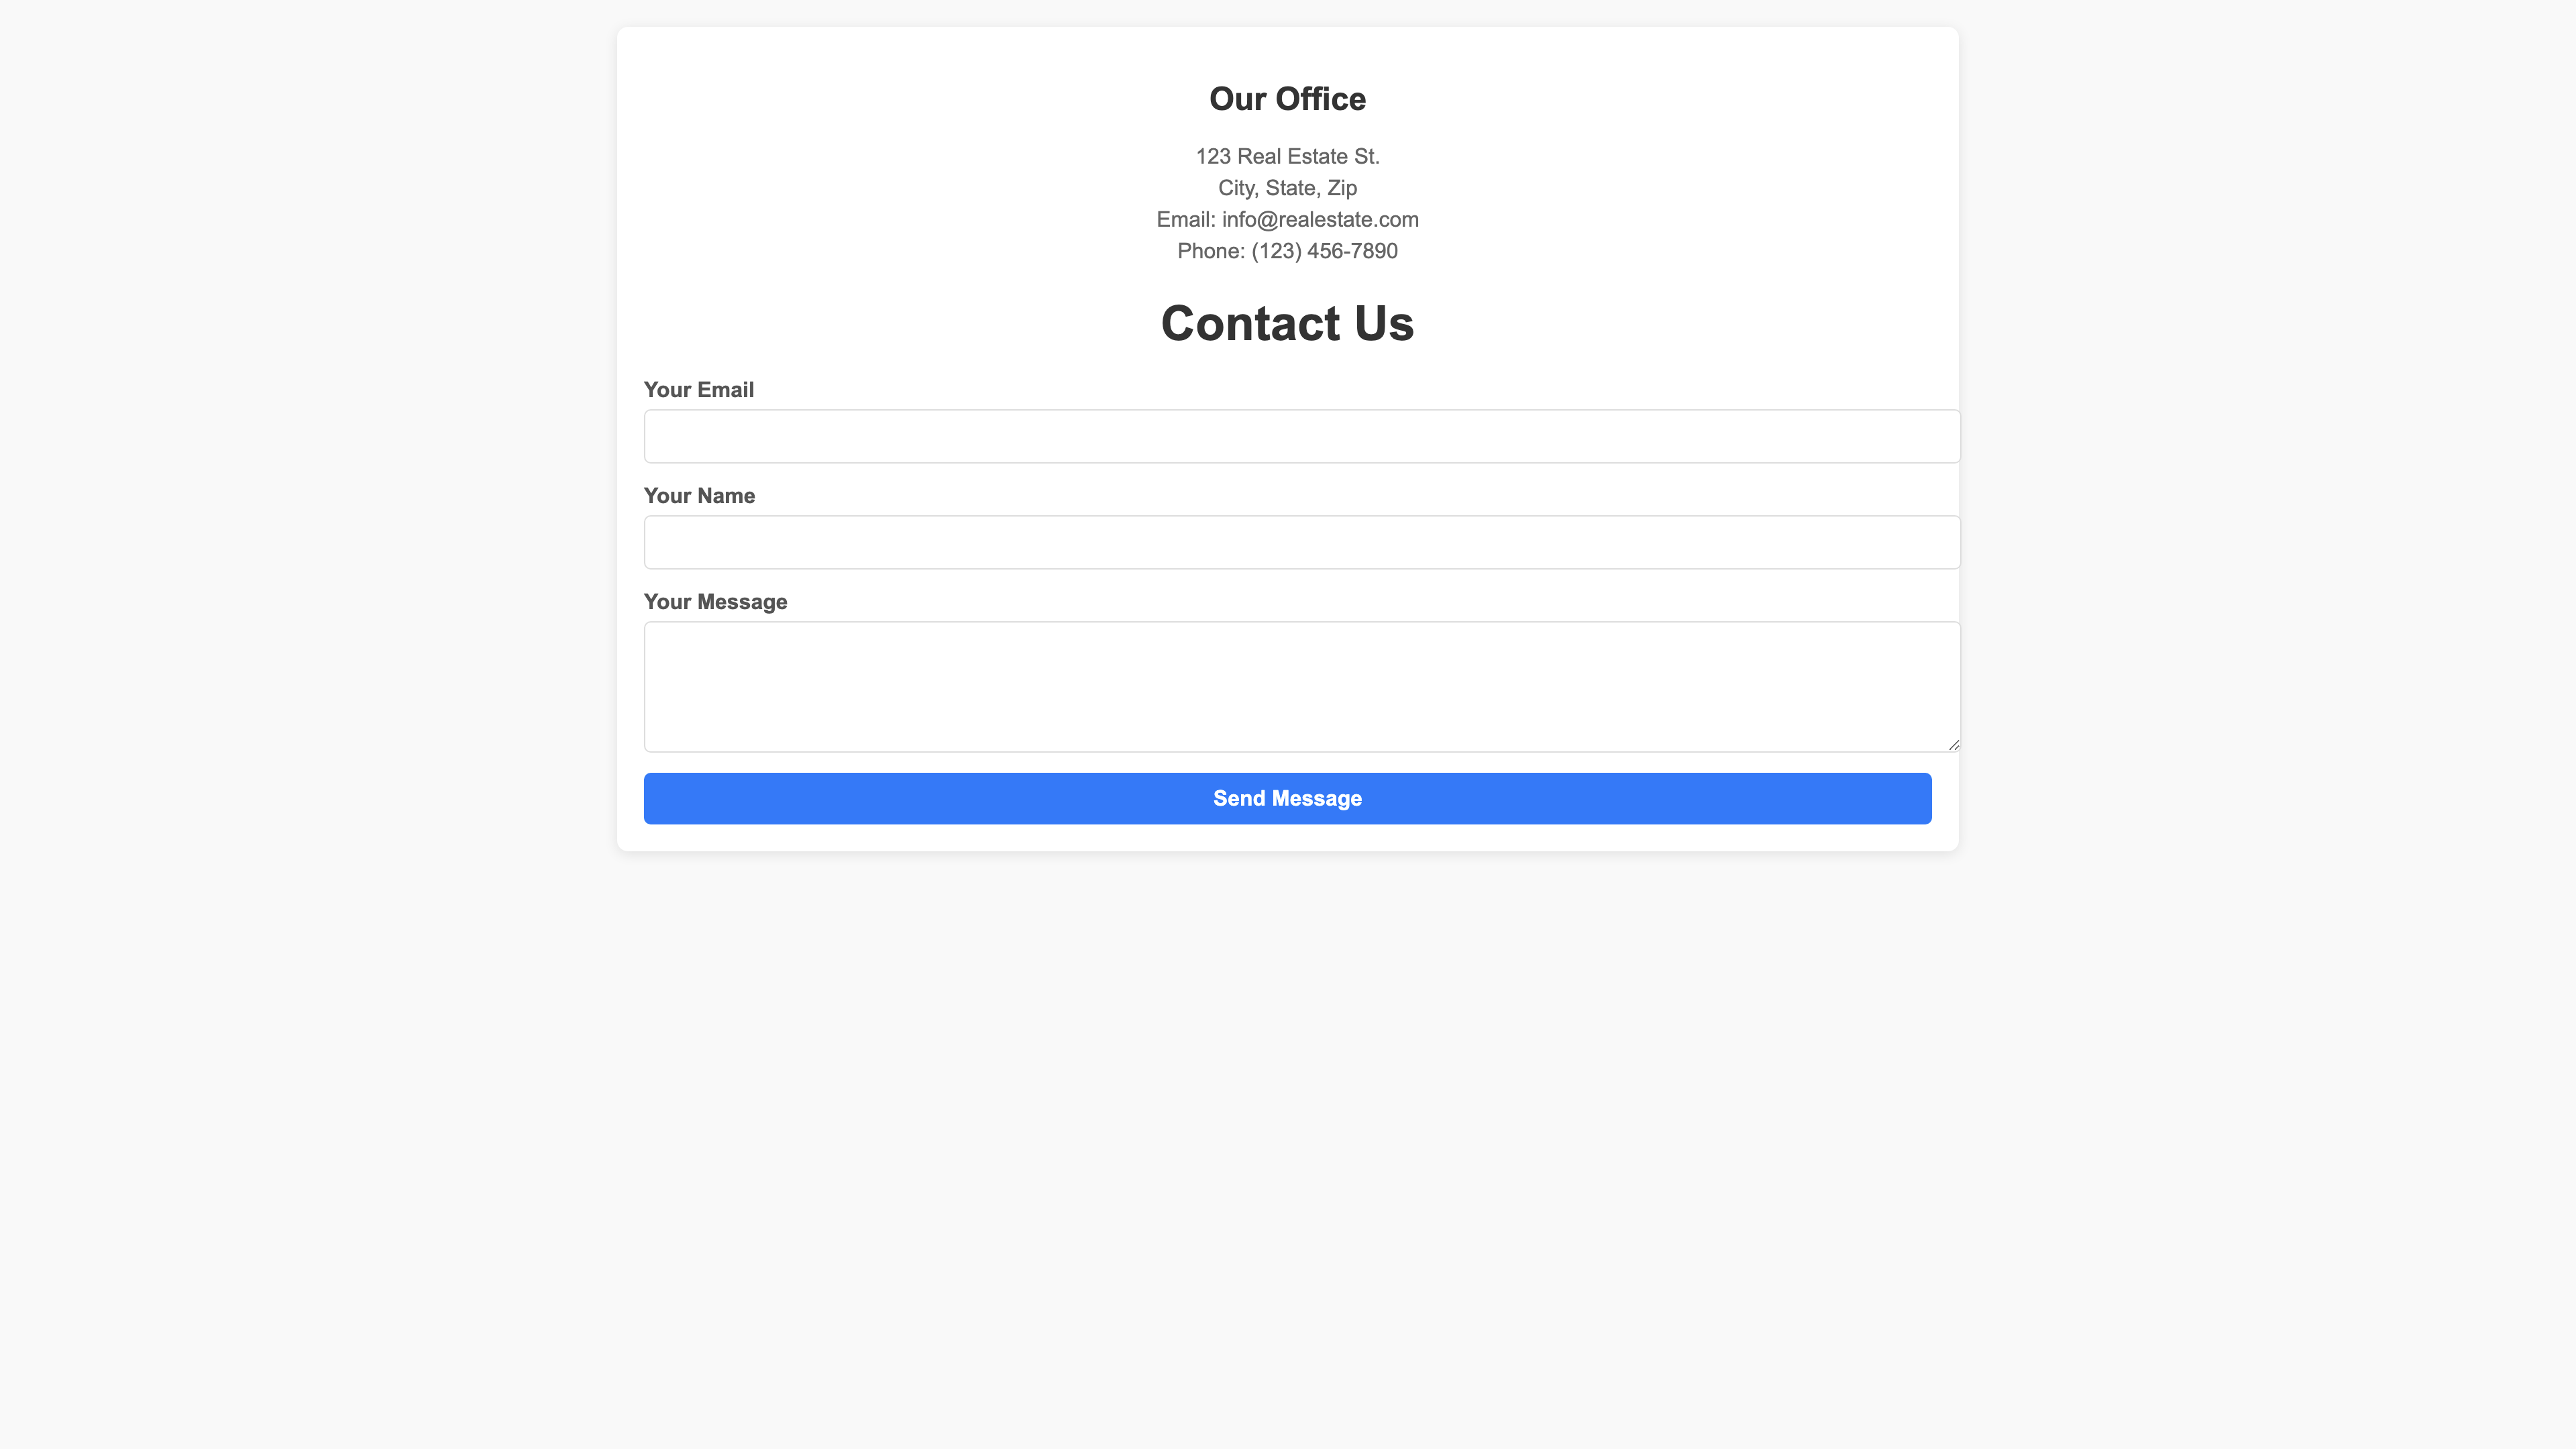 Our Office
123 Real Estate St.
City, State, Zip
Email: info@realestate.com
Phone: (123) 456-7890
Contact Us
Your Email
Your Name
Your Message
Send Message